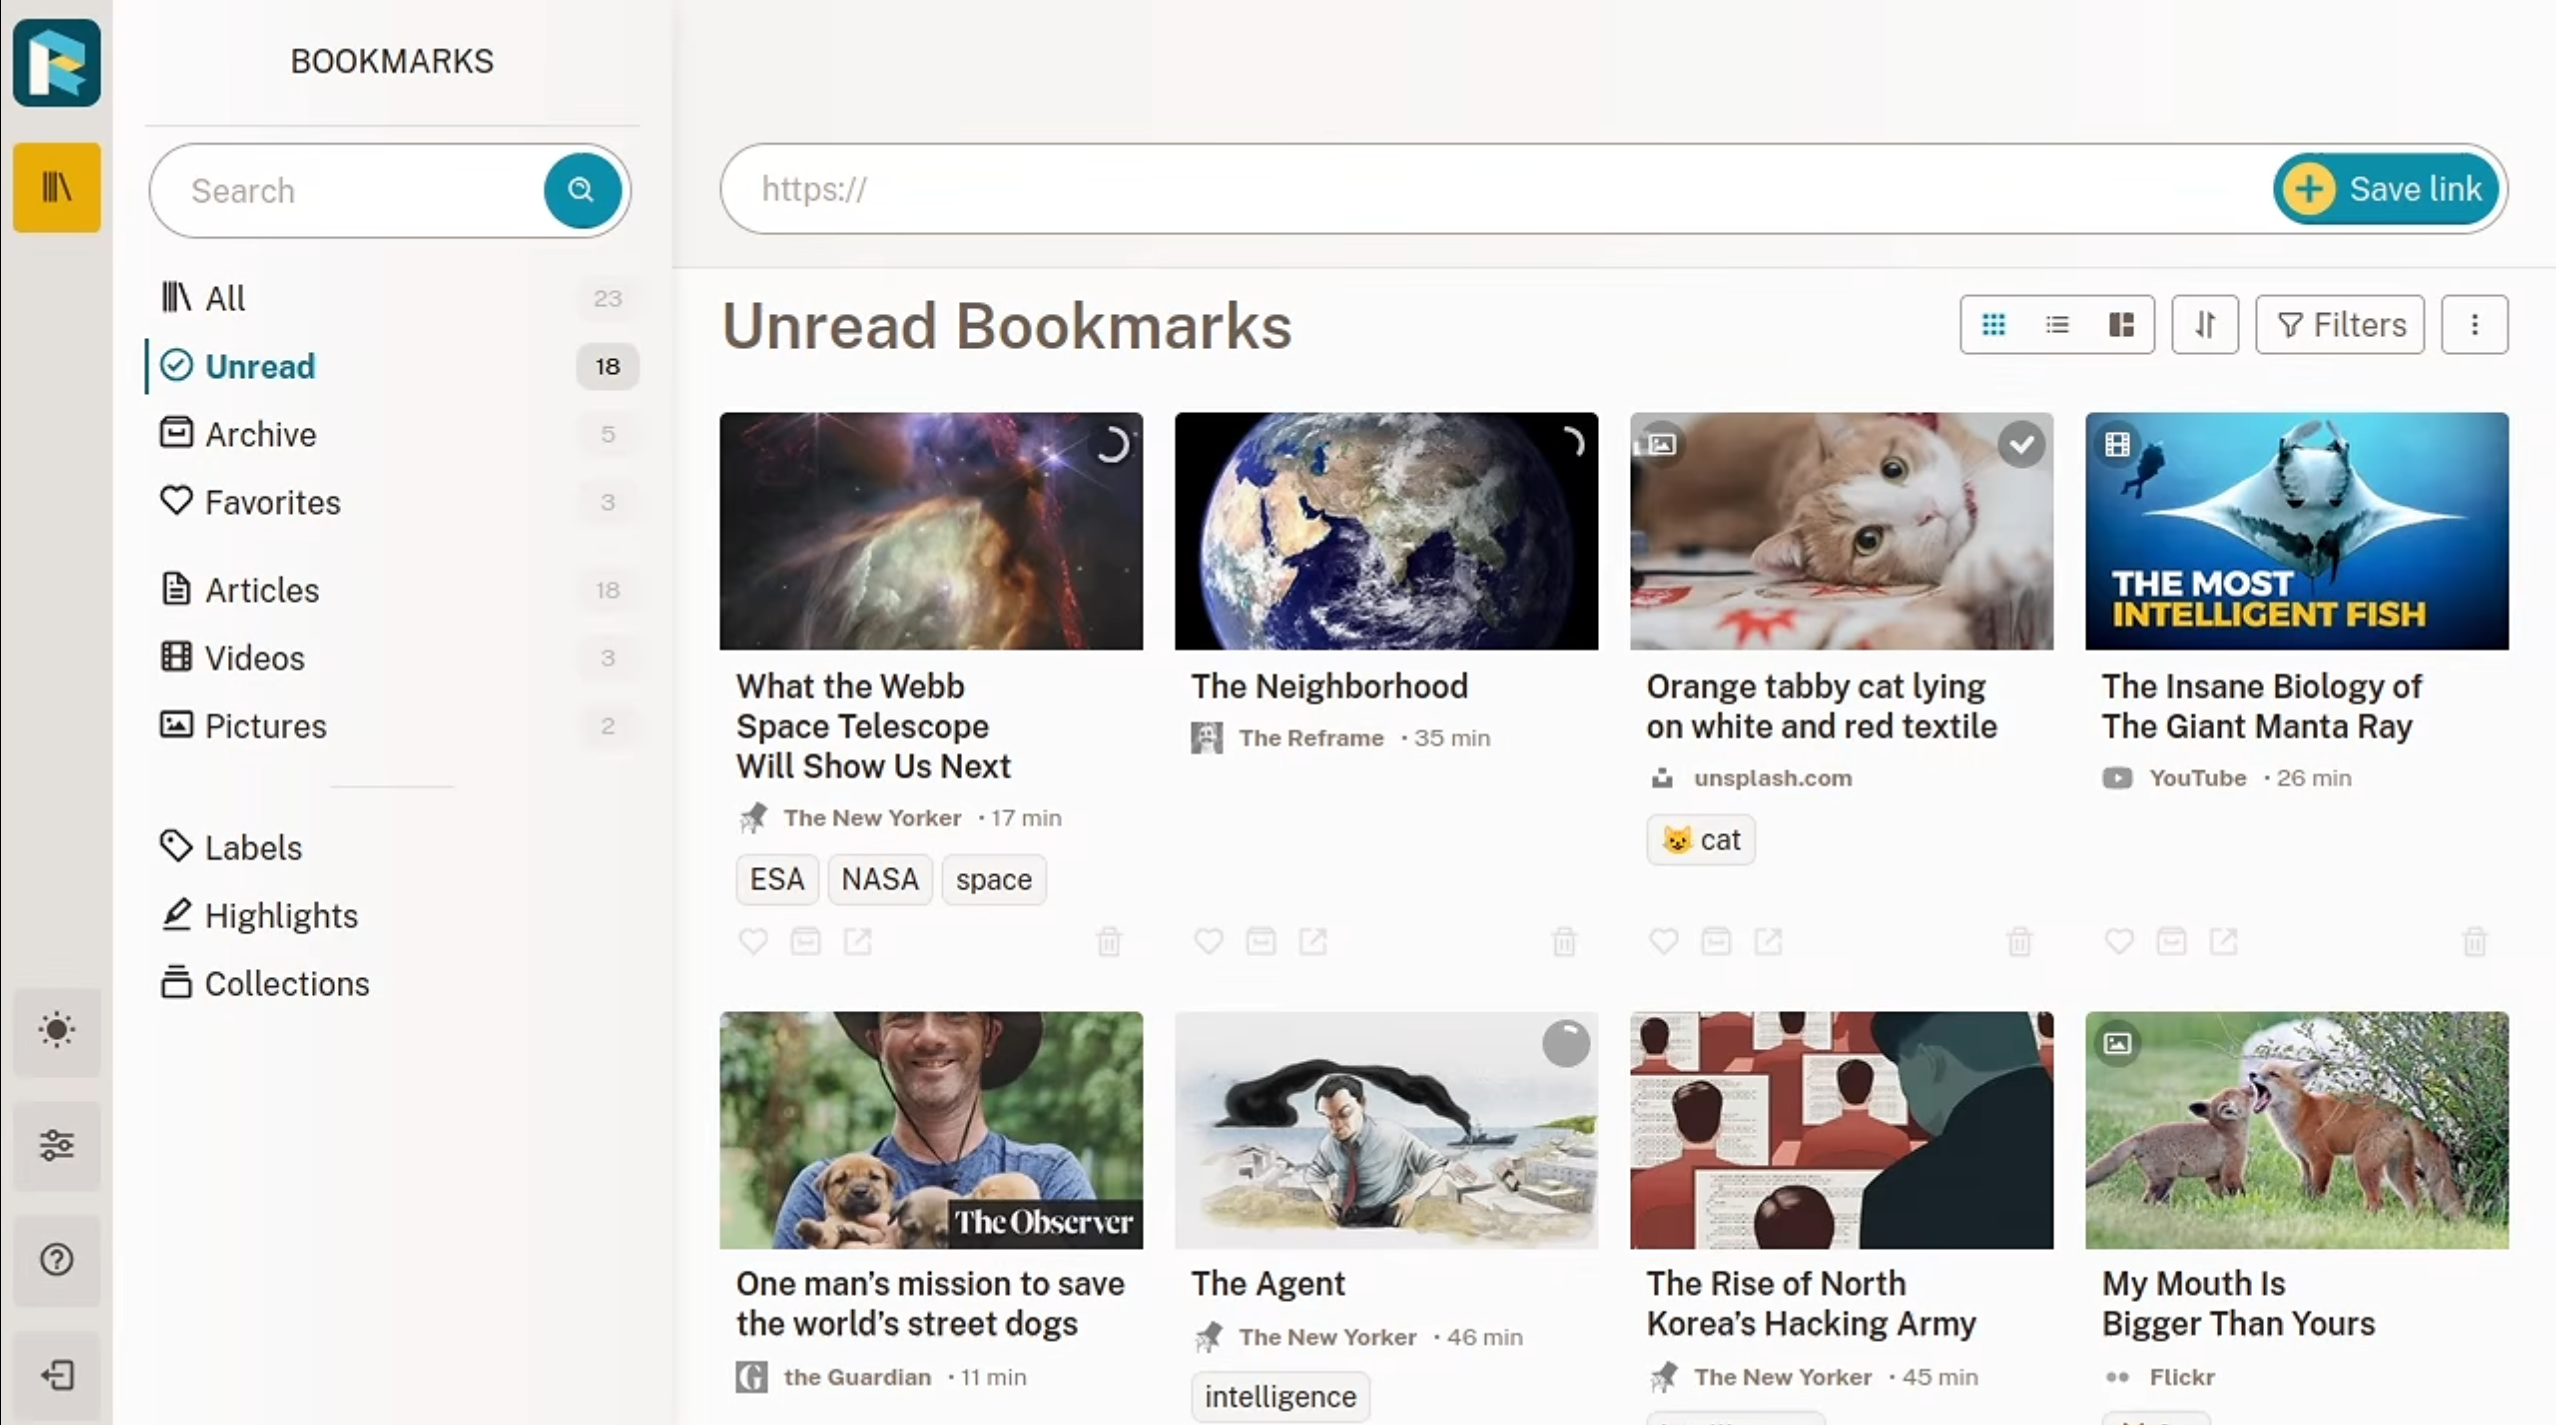 BOOKMARKS
Search
https://
Save link
All 23
Unread 18
Archive 5
Favorites 3
Articles 18
Videos 3
Pictures 2
Labels
Highlights
Collections
Unread Bookmarks
Filters
What the Webb
Space Telescope
Will Show Us Next
The New Yorker • 17 min
ESA NASA space
The Neighborhood
The Reframe • 35 min
Orange tabby cat lying
on white and red textile
unsplash.com
😺 cat
THE MOST
INTELLIGENT FISH
The Insane Biology of
The Giant Manta Ray
YouTube • 26 min
The Observer
One man’s mission to save
the world’s street dogs
the Guardian • 11 min
The Agent
The New Yorker • 46 min
intelligence
The Rise of North
Korea’s Hacking Army
The New Yorker • 45 min
My Mouth Is
Bigger Than Yours
Flickr